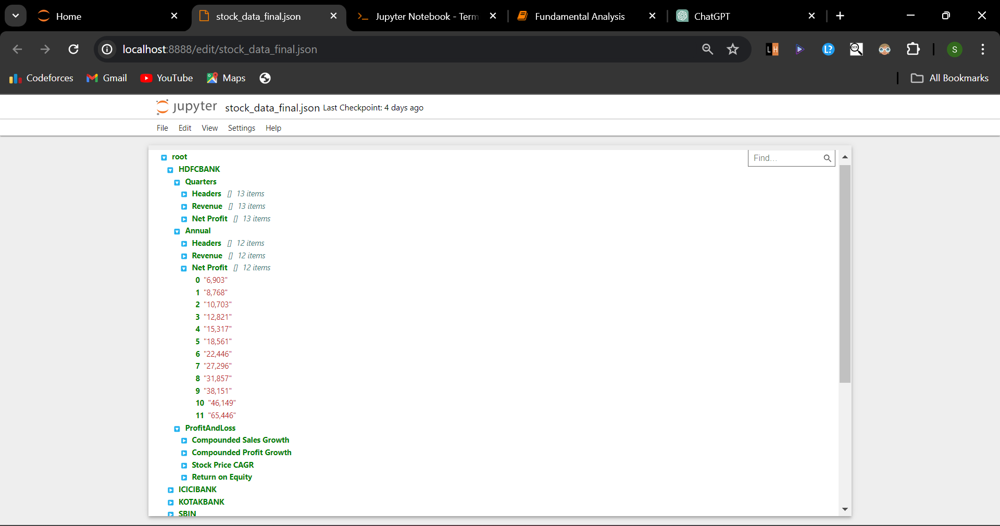 Home
stock_data_final.json
Jupyter Notebook - Term
Fundamental Analysis
ChatGPT
localhost:8888/edit/stock_data_final.json
LH
L?
OCR
S
Codeforces
Gmail
YouTube
Maps
All Bookmarks
jupyter stock_data_final.json Last Checkpoint: 4 days ago
File Edit View Settings Help
Find...
root
HDFCBANK
Quarters
Headers [] 13 items
Revenue [] 13 items
Net Profit [] 13 items
Annual
Headers [] 12 items
Revenue [] 12 items
Net Profit [] 12 items
0 "6,903"
1 "8,768"
2 "10,703"
3 "12,821"
4 "15,317"
5 "18,561"
6 "22,446"
7 "27,296"
8 "31,857"
9 "38,151"
10 "46,149"
11 "65,446"
ProfitAndLoss
Compounded Sales Growth
Compounded Profit Growth
Stock Price CAGR
Return on Equity
ICICIBANK
KOTAKBANK
SBIN